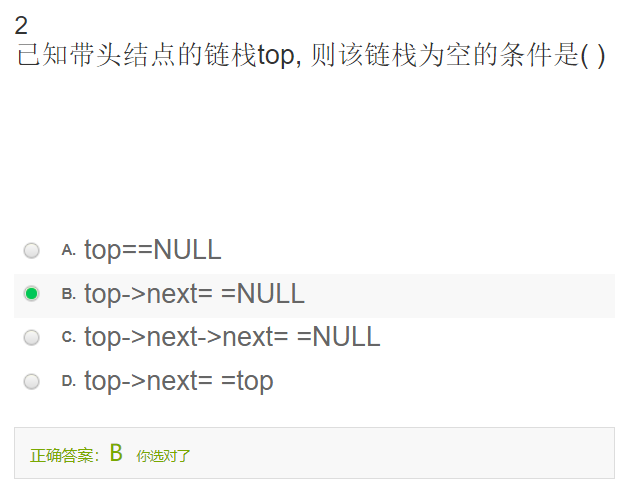 2
已知带头结点的链栈top, 则该链栈为空的条件是( )
A. top==NULL
B. top->next= =NULL
C. top->next->next= =NULL
D. top->next= =top
正确答案: B 你选对了